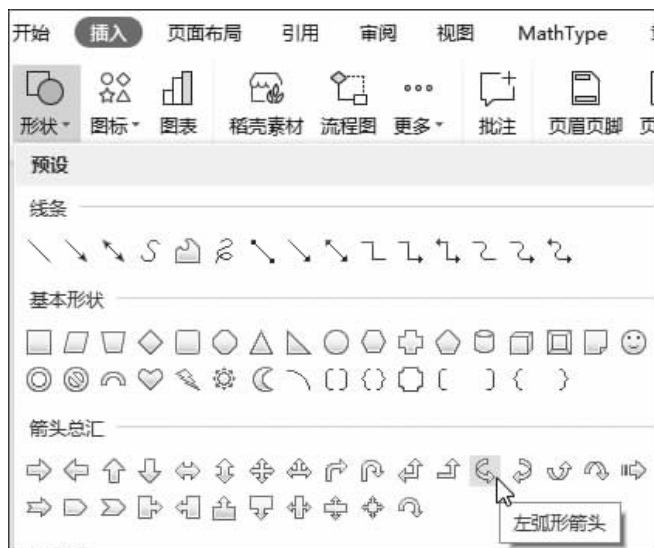 开始 插入 页面布局 引用 审阅 视图 MathType
形状 图标 图表 稻壳素材 流程图 更多 批注 页眉页脚
预设
线条
基本形状
箭头总汇
左弧形箭头